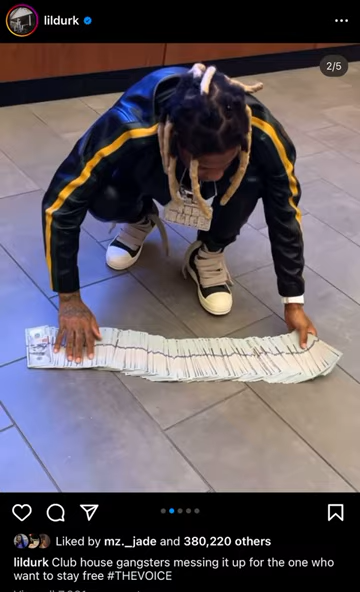 lildurk
2/5
Liked by mz._jade and 380,220 others
lildurk Club house gangsters messing it up for the one who
want to stay free #THEVOICE